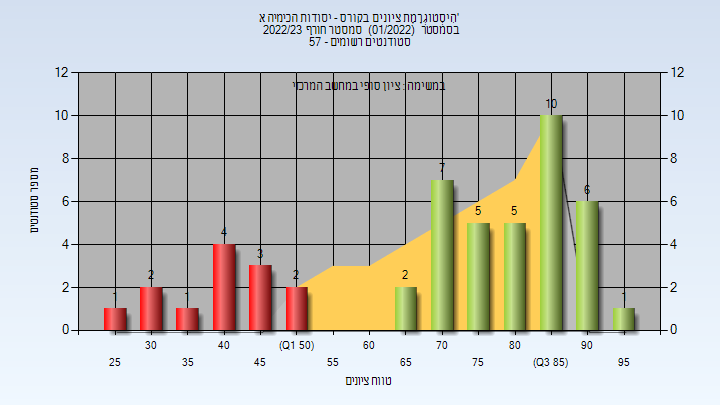 היסטוגרמת ציונים בקורס - יסודות הכימיה א'
בסמסטר (01/2022) סמסטר חורף 2022/23
סטודנטים רשומים - 57
במשימה : ציון סופי במחשב המרכזי
מספר סטודנטים
12 12
10 10
8 8
6 6
4 4
2 2
0 0
1 2 1 4 3 2 2 7 5 5 10 6 1
30 40 (Q1 50) 60 70 80 90
25 35 45 55 65 75 (Q3 85) 95
טווח ציונים